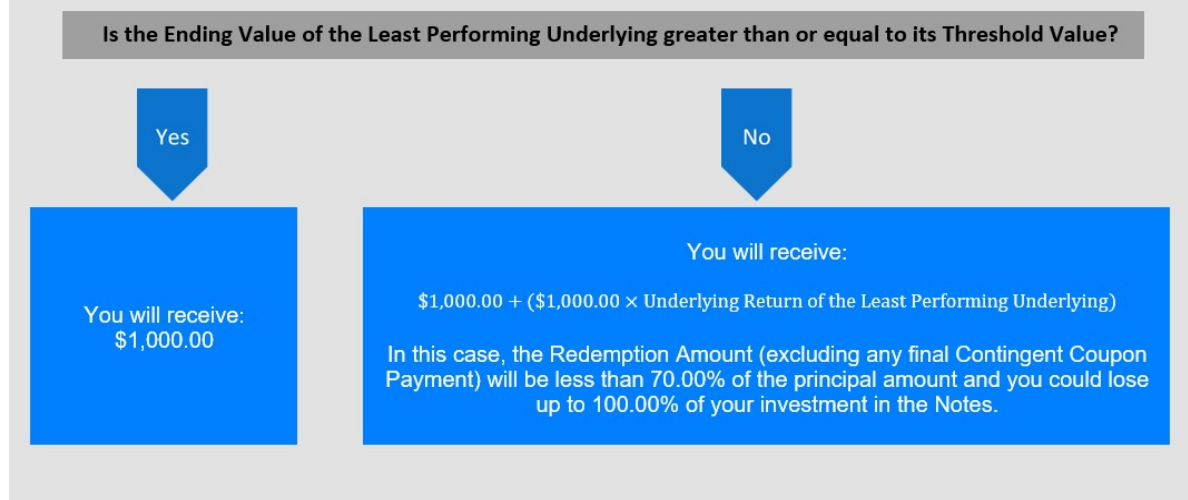 Is the Ending Value of the Least Performing Underlying greater than or equal to its Threshold Value?
Yes
No
You will receive:
$1,000.00
You will receive:
$1,000.00 + ($1,000.00 × Underlying Return of the Least Performing Underlying)
In this case, the Redemption Amount (excluding any final Contingent Coupon
Payment) will be less than 70.00% of the principal amount and you could lose
up to 100.00% of your investment in the Notes.